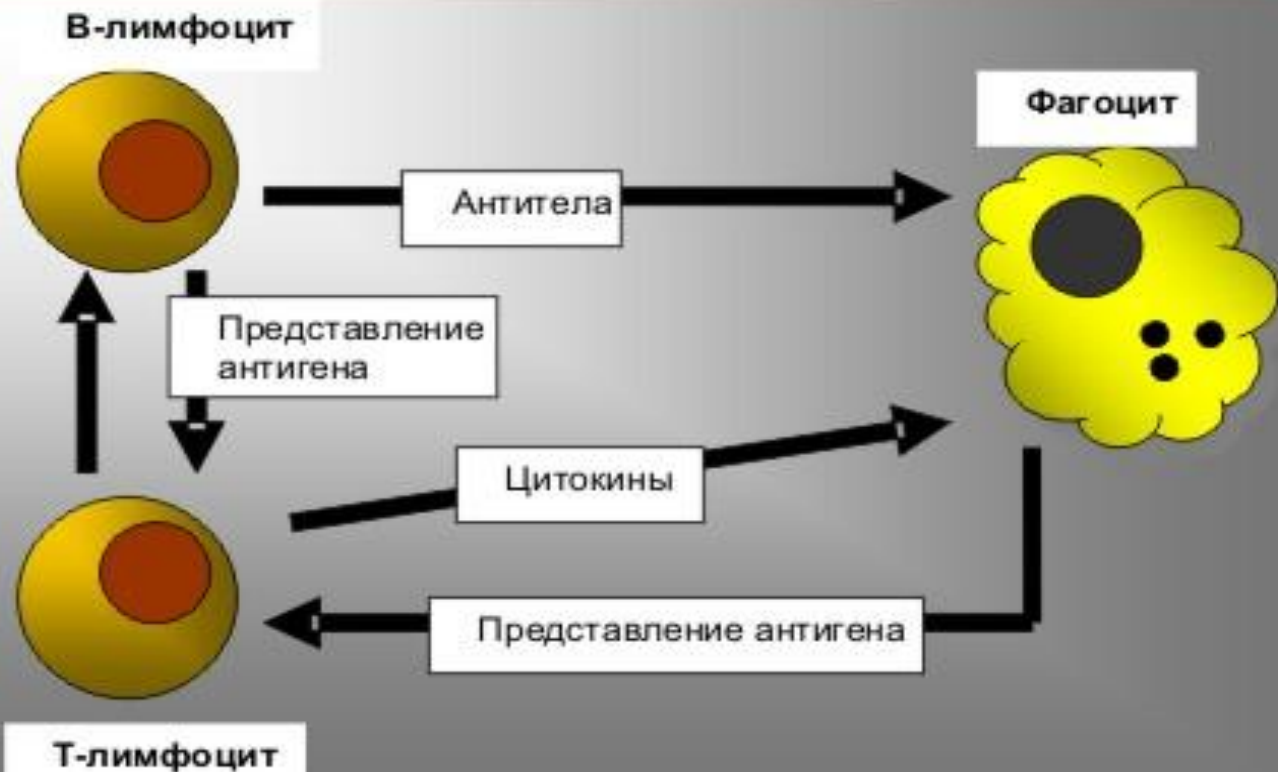 В-лимфоцит
Фагоцит
Антитела
Представление
антигена
Цитокины
Представление антигена
Т-лимфоцит